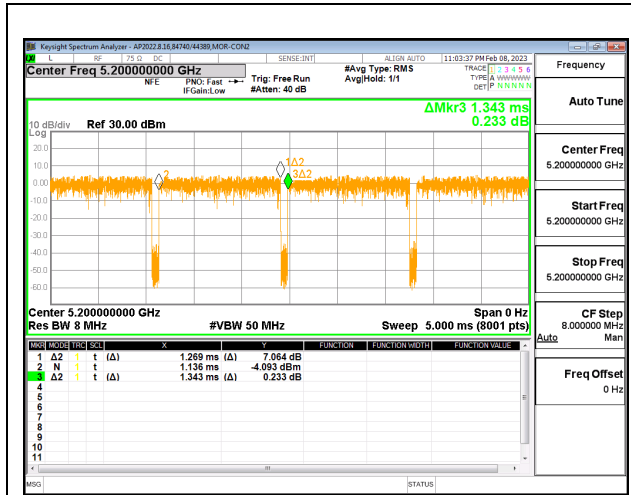 Keysight Spectrum Analyzer - AP2022.8.16,84740/44389,MOR-CON2
L RF 75 Ω DC SENSE:INT ALIGN AUTO 11:03:37 PM Feb 08, 2023
Center Freq 5.200000000 GHz #Avg Type: RMS TRACE 1 2 3 4 5 6
NFE PNO: Fast Trig: Free Run Avg|Hold: 1/1 TYPE A WWWWW
IFGain:Low #Atten: 40 dB DET P N N N N N
Frequency
ΔMkr3 1.343 ms
0.233 dB
10 dB/div Ref 30.00 dBm
Log
20.0
10.0
0.00
-10.0
-20.0
-30.0
-40.0
-50.0
-60.0
2
1Δ2
3Δ2
Center 5.200000000 GHz Span 0 Hz
Res BW 8 MHz #VBW 50 MHz Sweep 5.000 ms (8001 pts)
MKR MODE TRC SCL X Y FUNCTION FUNCTION WIDTH FUNCTION VALUE
1 Δ2 1 t (Δ) 1.269 ms (Δ) 7.064 dB
2 N 1 t 1.136 ms -4.093 dBm
3 Δ2 1 t (Δ) 1.343 ms (Δ) 0.233 dB
4
5
6
7
8
9
10
11
MSG STATUS
Auto Tune
Center Freq
5.200000000 GHz
Start Freq
5.200000000 GHz
Stop Freq
5.200000000 GHz
CF Step
8.000000 MHz
Auto Man
Freq Offset
0 Hz